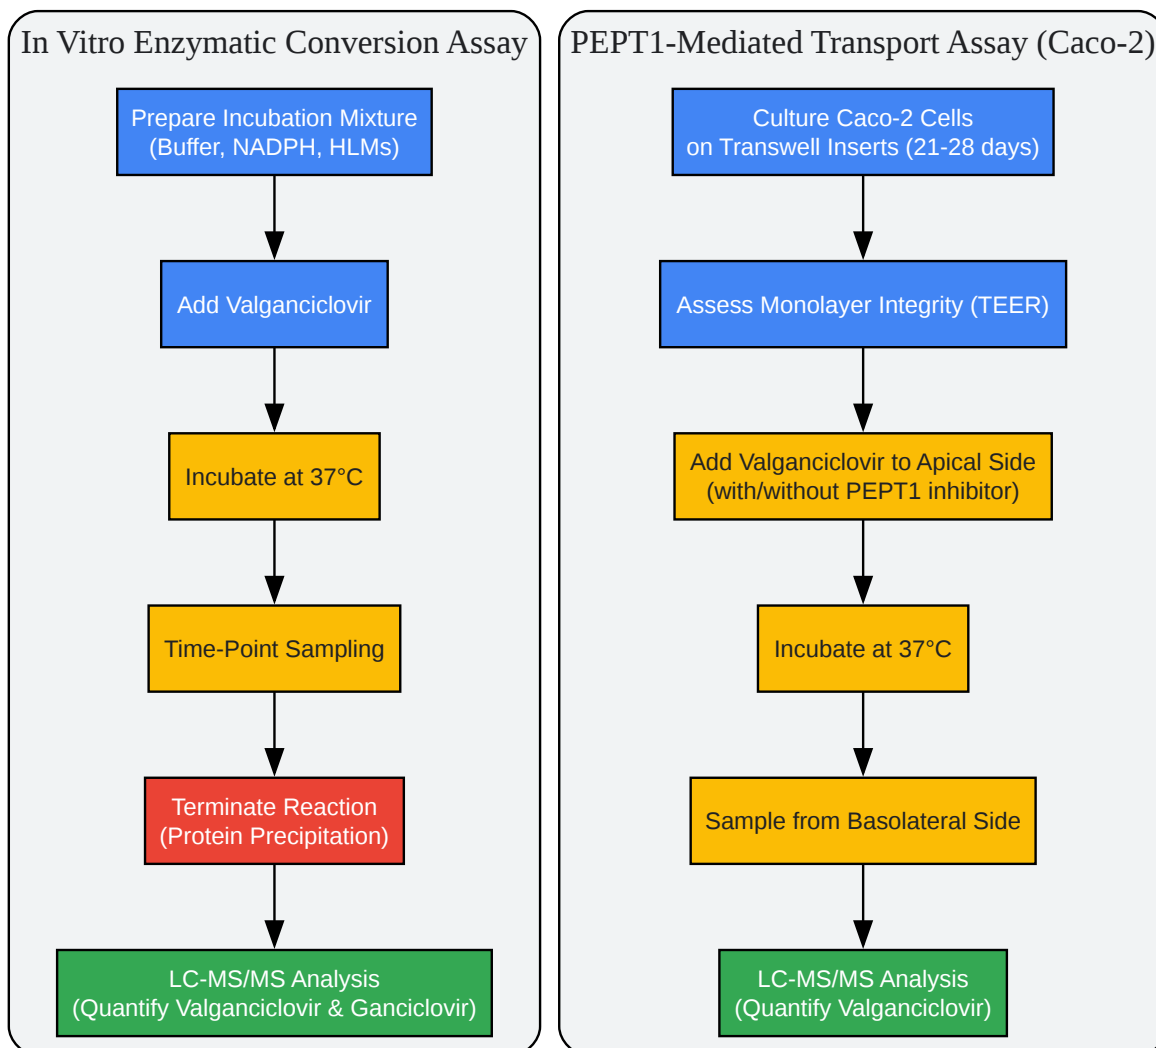 In Vitro Enzymatic Conversion Assay
Prepare Incubation Mixture
(Buffer, NADPH, HLMs)
Add Valganciclovir
Incubate at 37°C
Time-Point Sampling
Terminate Reaction
(Protein Precipitation)
LC-MS/MS Analysis
(Quantify Valganciclovir & Ganciclovir)
PEPT1-Mediated Transport Assay (Caco-2)
Culture Caco-2 Cells
on Transwell Inserts (21-28 days)
Assess Monolayer Integrity (TEER)
Add Valganciclovir to Apical Side
(with/without PEPT1 inhibitor)
Incubate at 37°C
Sample from Basolateral Side
LC-MS/MS Analysis
(Quantify Valganciclovir)